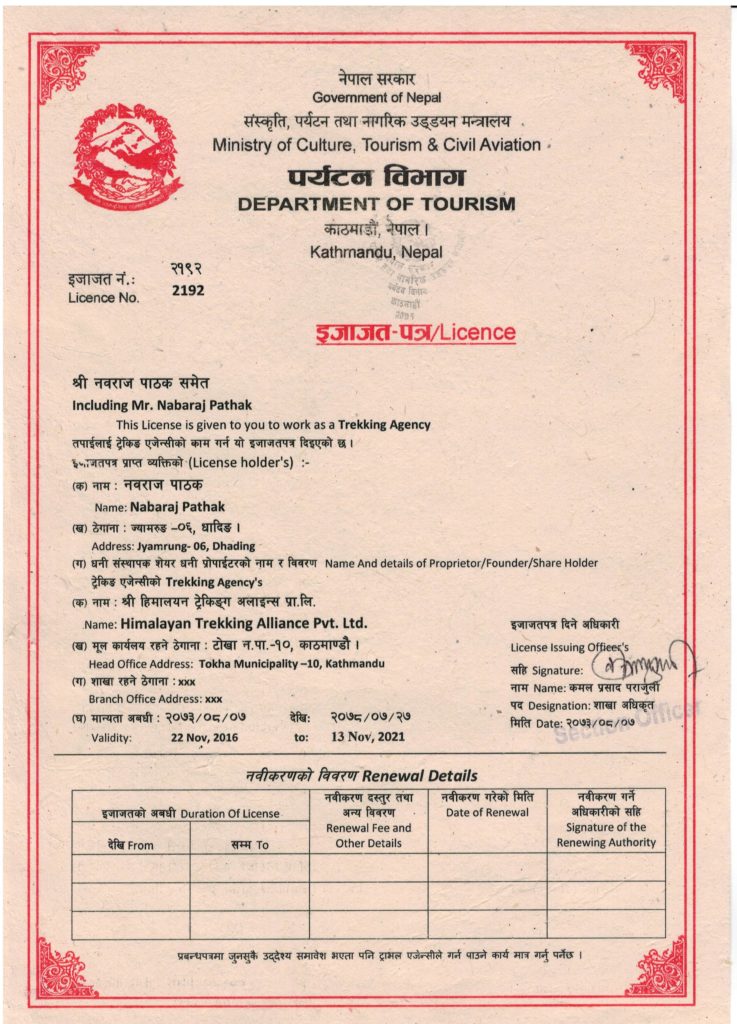 नेपाल सरकार
Government of Nepal
संस्कृति, पर्यटन तथा नागरिक उड्डयन मन्त्रालय
Ministry of Culture, Tourism & Civil Aviation
पर्यटन विभाग
DEPARTMENT OF TOURISM
काठमाडौं, नेपाल ।
Kathmandu, Nepal
इजाजत नं.: २१९२
Licence No. 2192
इजाजत-पत्र/Licence
श्री नवराज पाठक समेत
Including Mr. Nabaraj Pathak
This License is given to you to work as a Trekking Agency
तपाईलाई ट्रेकिङ एजेन्सीको काम गर्न यो इजाजतपत्र दिइएको छ ।
इजाजतपत्र प्राप्त व्यक्तिको (License holder's) :-
(क) नाम : नवराज पाठक
Name: Nabaraj Pathak
(ख) ठेगाना : ज्यामरुङ –०६, धादिङ ।
Address: Jyamrung- 06, Dhading
(ग) धनी संस्थापक शेयर धनी प्रोपाईटरको नाम र विवरण Name And details of Proprietor/Founder/Share Holder
ट्रेकिङ एजेन्सीको Trekking Agency's
(क) नाम : श्री हिमालयन ट्रेकिङ्ग अलाइन्स प्रा.लि.
Name: Himalayan Trekking Alliance Pvt. Ltd.
(ख) मूल कार्यलय रहने ठेगाना : टोखा न.पा.-१०, काठमाण्डौ ।
Head Office Address: Tokha Municipality –10, Kathmandu
(ग) शाखा रहने ठेगाना : xxx
Branch Office Address: xxx
(घ) मान्यता अबधी : २०७३/०८/०७ देखि: २०७८/०७/२७
Validity: 22 Nov, 2016 to: 13 Nov, 2021
इजाजतपत्र दिने अधिकारी
License Issuing Officer's
सहि Signature:
नाम Name: कमल प्रसाद पराजुली
पद Designation: शाखा अधिकृत
मिति Date: २०७३/०८/०७
Section Officer
नवीकरणको विवरण Renewal Details
इजाजतको अबधी Duration Of License
देखि From
सम्म To
नवीकरण दस्तुर तथा
अन्य विवरण
Renewal Fee and
Other Details
नवीकरण गरेको मिति
Date of Renewal
नवीकरण गर्ने
अधिकारीको सहि
Signature of the
Renewing Authority
प्रबन्धपत्रमा जुनसुकै उद्देश्य समावेश भएता पनि ट्राभल एजेन्सीले गर्न पाउने कार्य मात्र गर्नु पर्नेछ ।